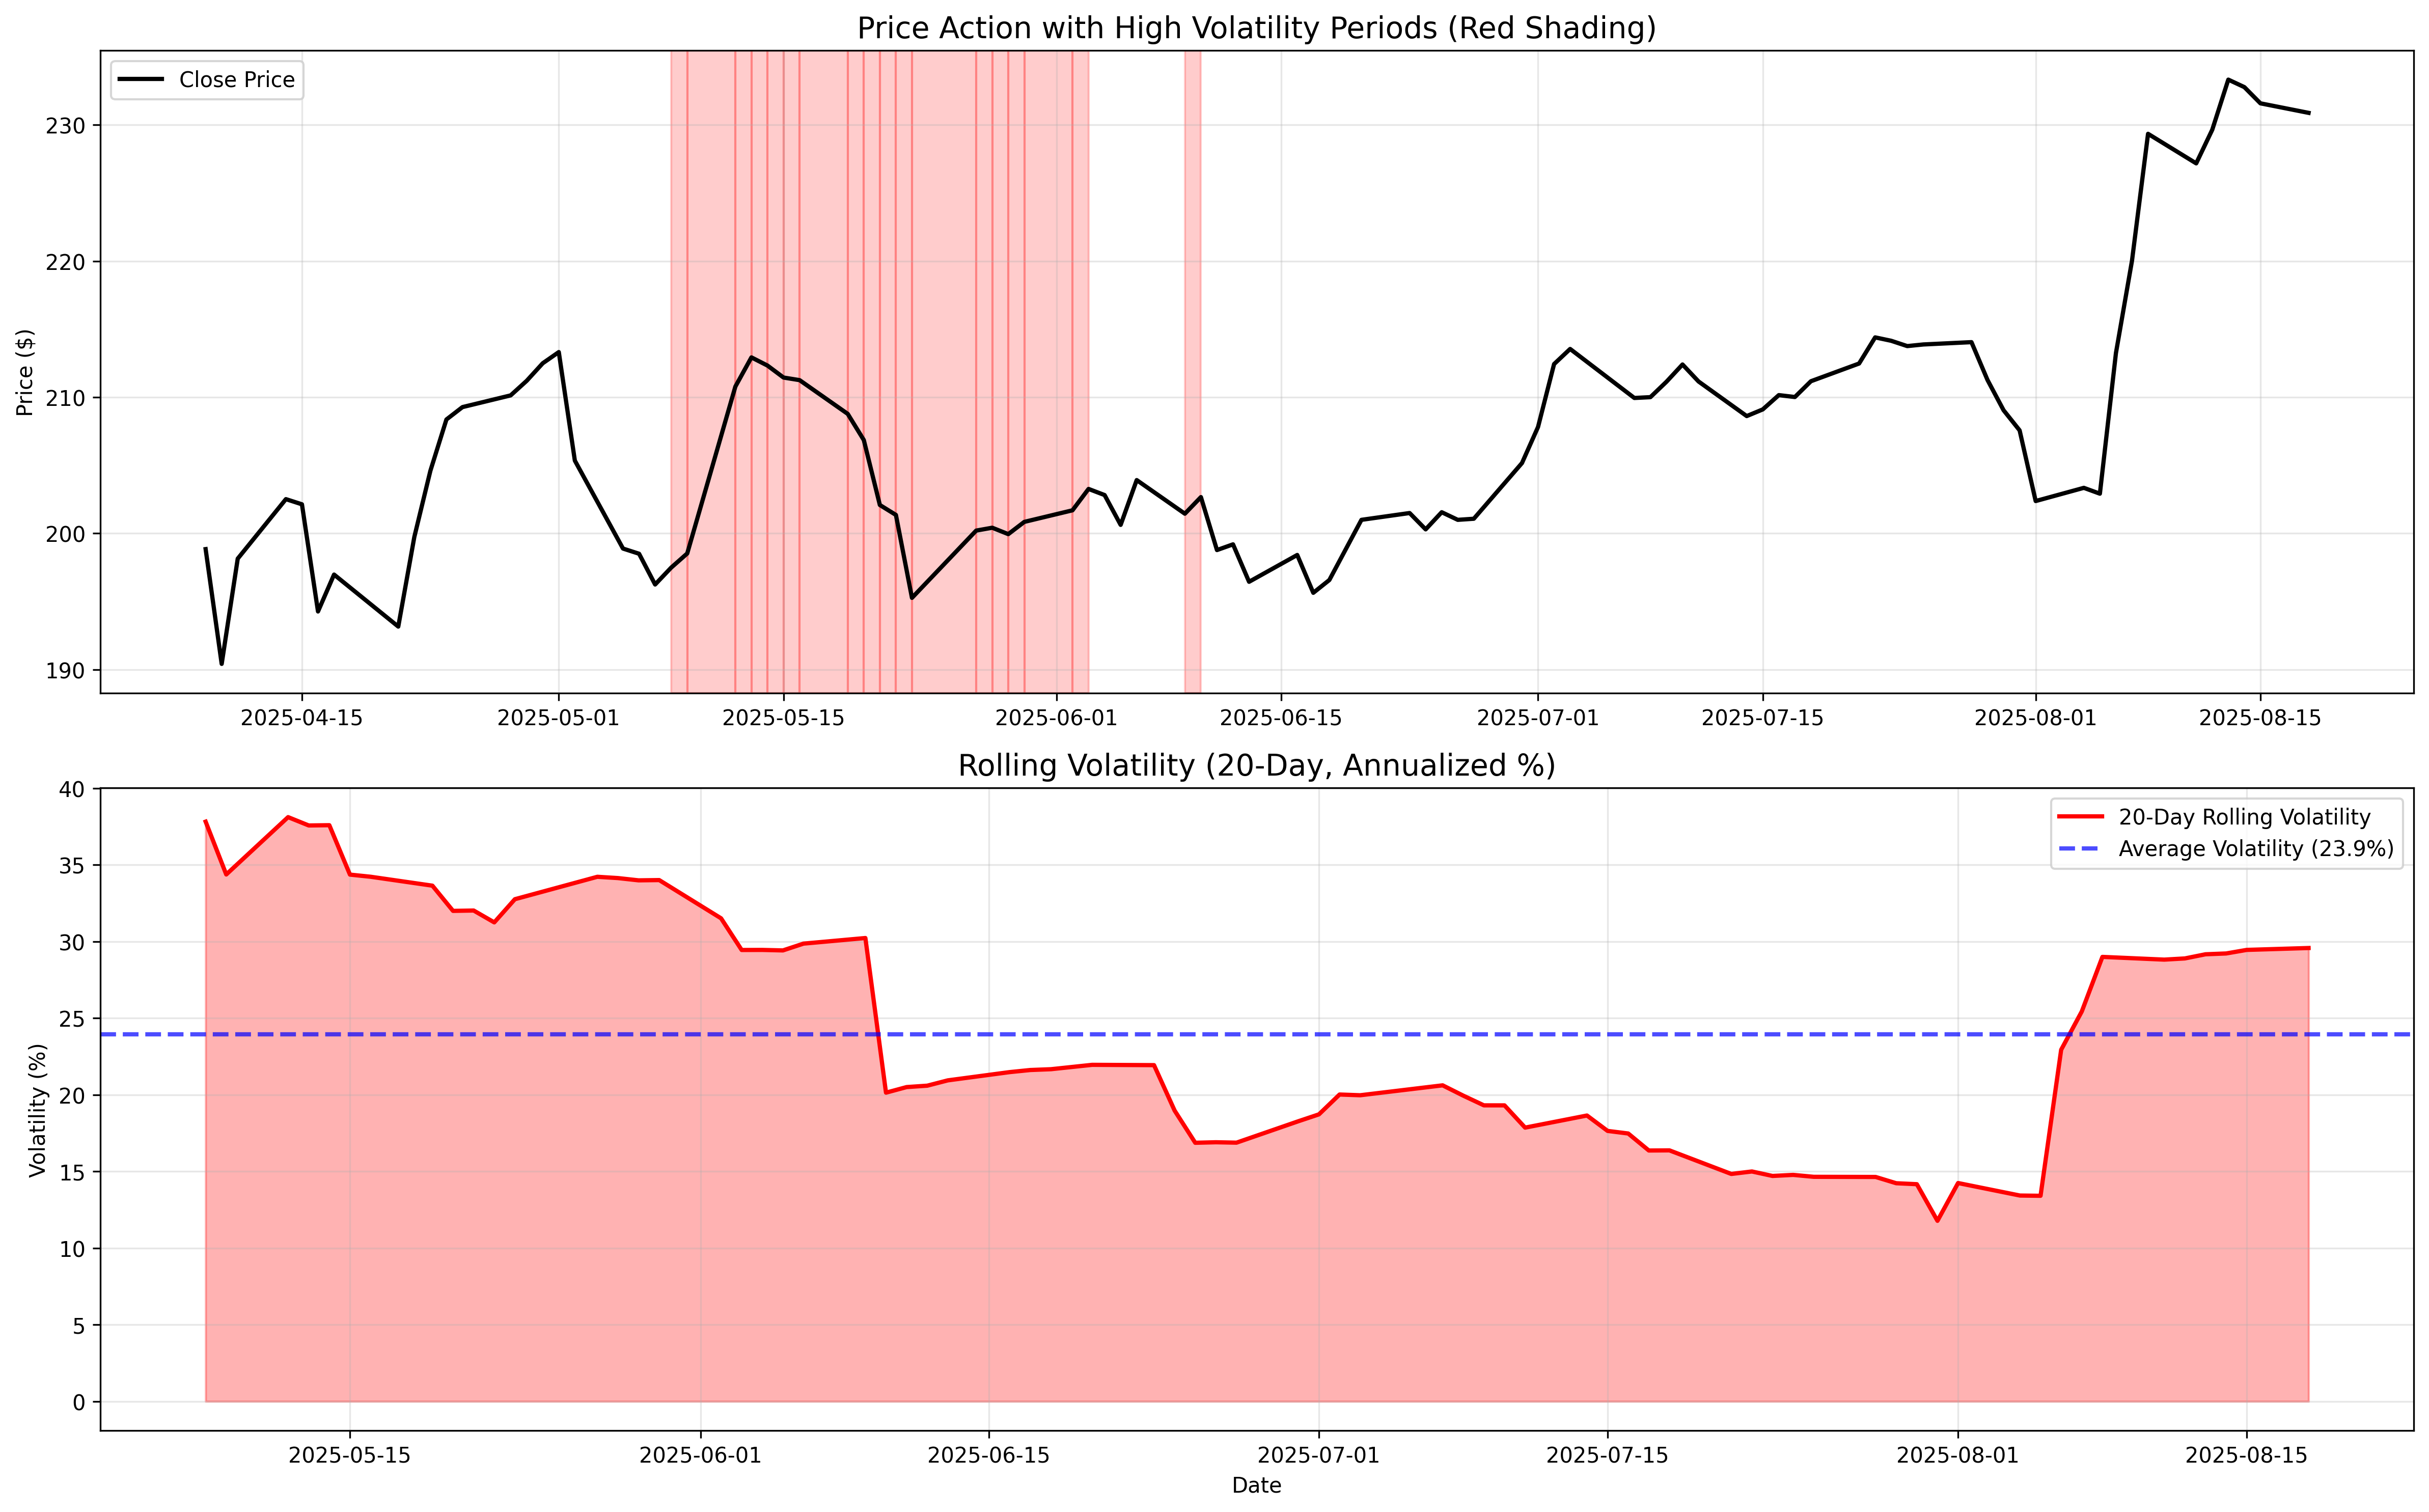 Price Action with High Volatility Periods (Red Shading)
Close Price
Price ($)
230
220
210
200
190
2025-04-15 2025-05-01 2025-05-15 2025-06-01 2025-06-15 2025-07-01 2025-07-15 2025-08-01 2025-08-15
Rolling Volatility (20-Day, Annualized %)
20-Day Rolling Volatility
Average Volatility (23.9%)
Volatility (%)
40
35
30
25
20
15
10
5
0
2025-05-15 2025-06-01 2025-06-15 2025-07-01 2025-07-15 2025-08-01 2025-08-15
Date